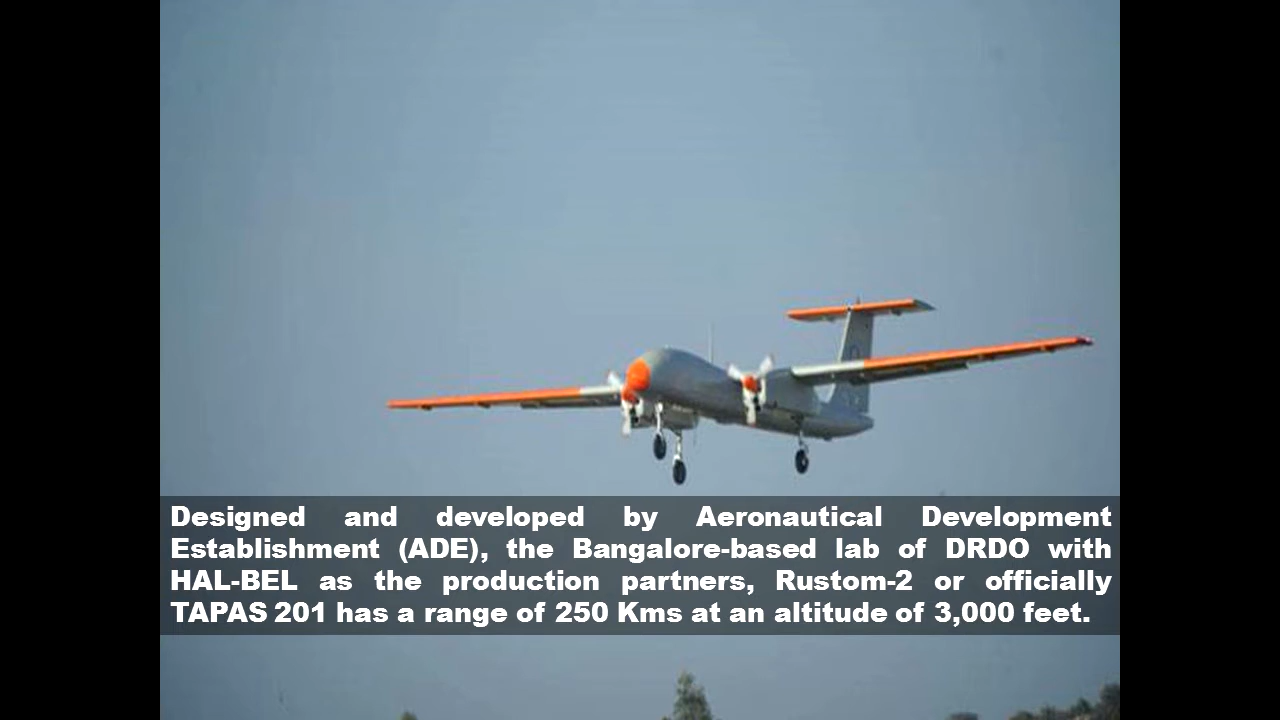 Designed and developed by Aeronautical Development
Establishment (ADE), the Bangalore-based lab of DRDO with
HAL-BEL as the production partners, Rustom-2 or officially
TAPAS 201 has a range of 250 Kms at an altitude of 3,000 feet.